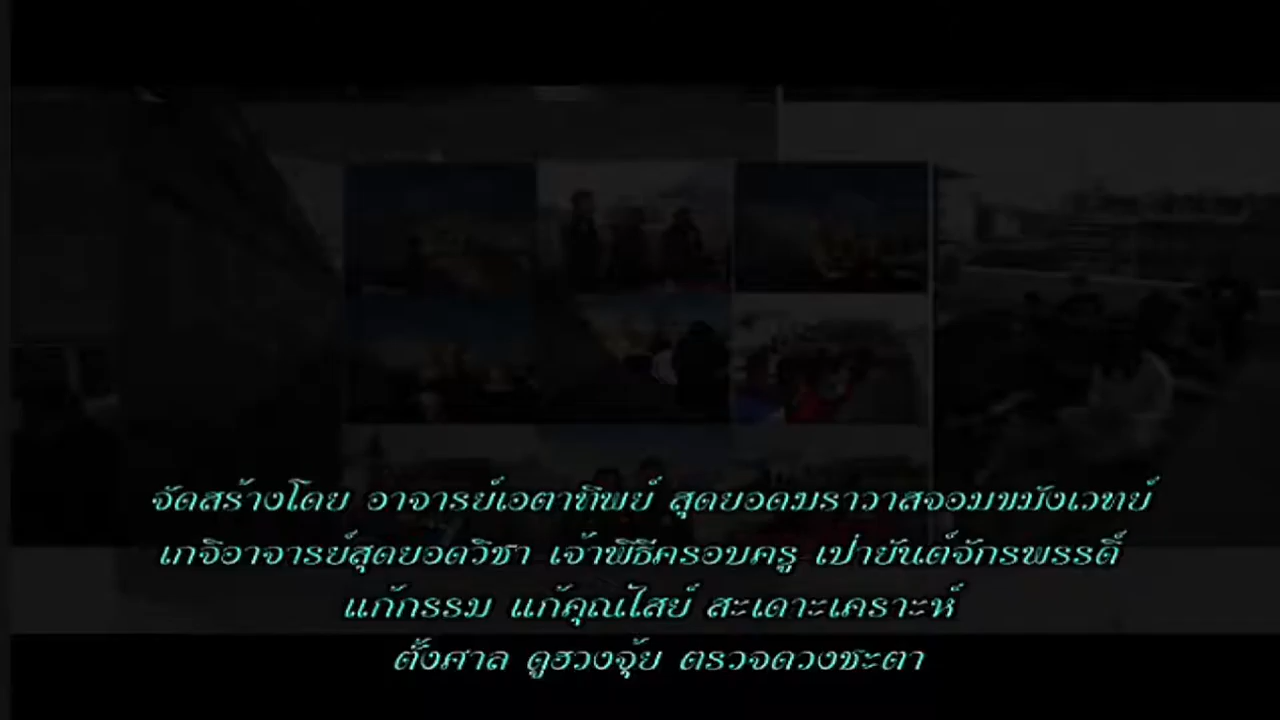 จัดสร้างโดย อาจารย์เอตาทิพย์ สุดยอดฆราวาสจอมขมังเวทย์
เกจิอาจารย์สุดยอดวิชา เจ้าพิธีครอบครู เป่ายันต์จักรพรรดิ์
แก้กรรม แก้คุณไสย์ สะเดาะเคราะห์
ตั้งศาล ดูฮวงจุ้ย ตรวจดวงชะตา